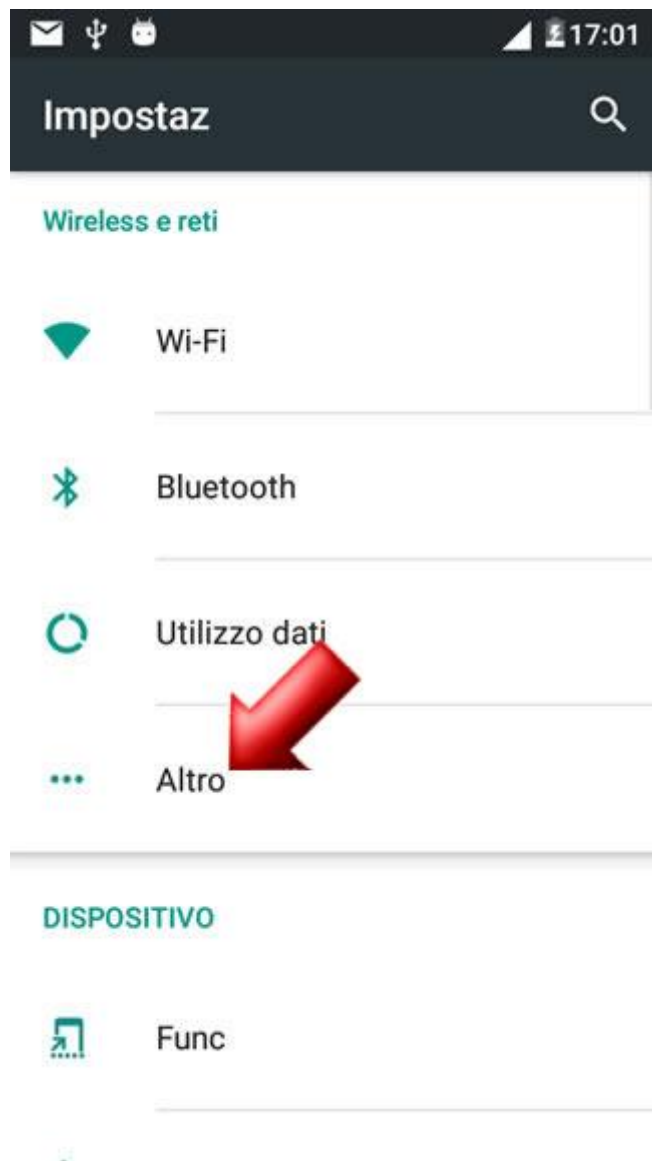 17:01
Impostaz
Wireless e reti
Wi-Fi
Bluetooth
Utilizzo dati
Altro
DISPOSITIVO
Func